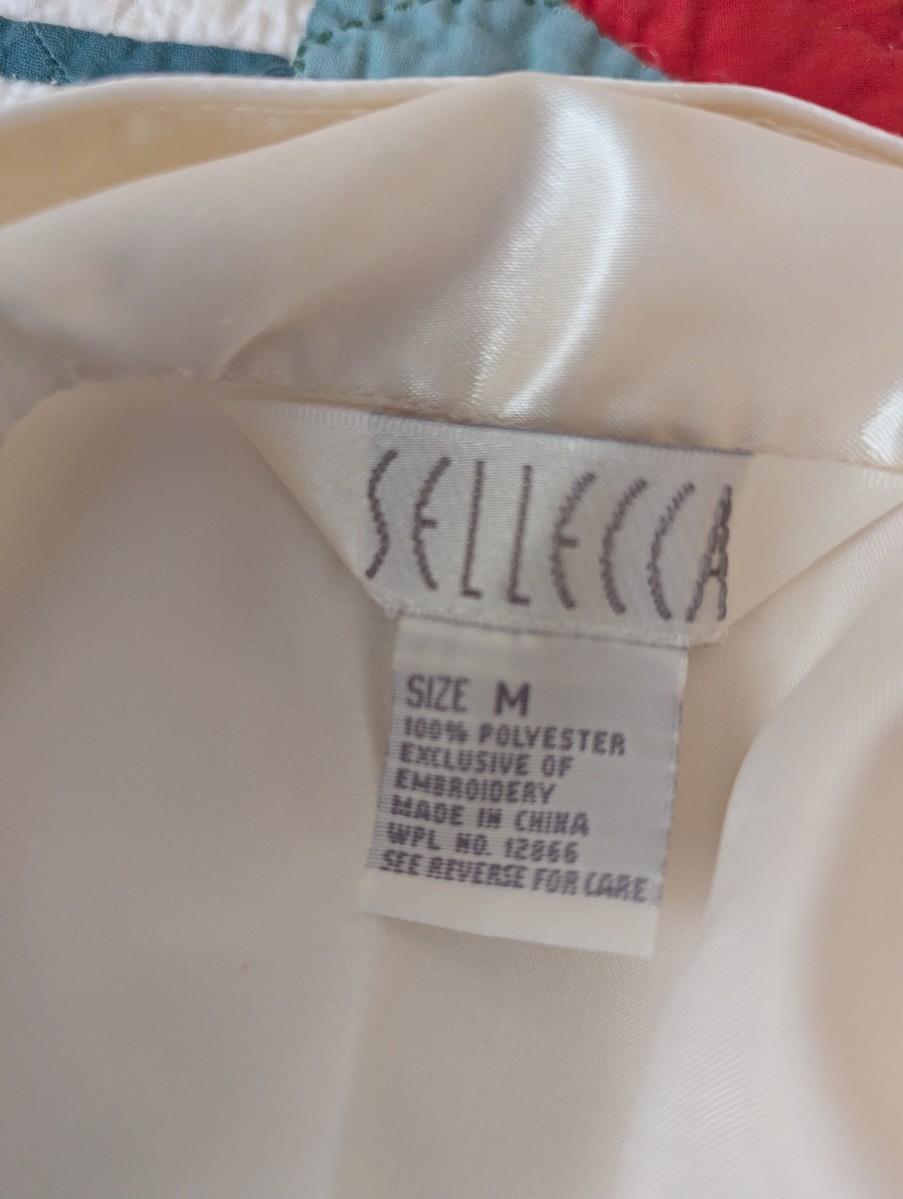 SELLECCA
SIZE M
100% POLYESTER
EXCLUSIVE OF
EMBROIDERY
MADE IN CHINA
WPL NO. 12866
SEE REVERSE FOR CARE